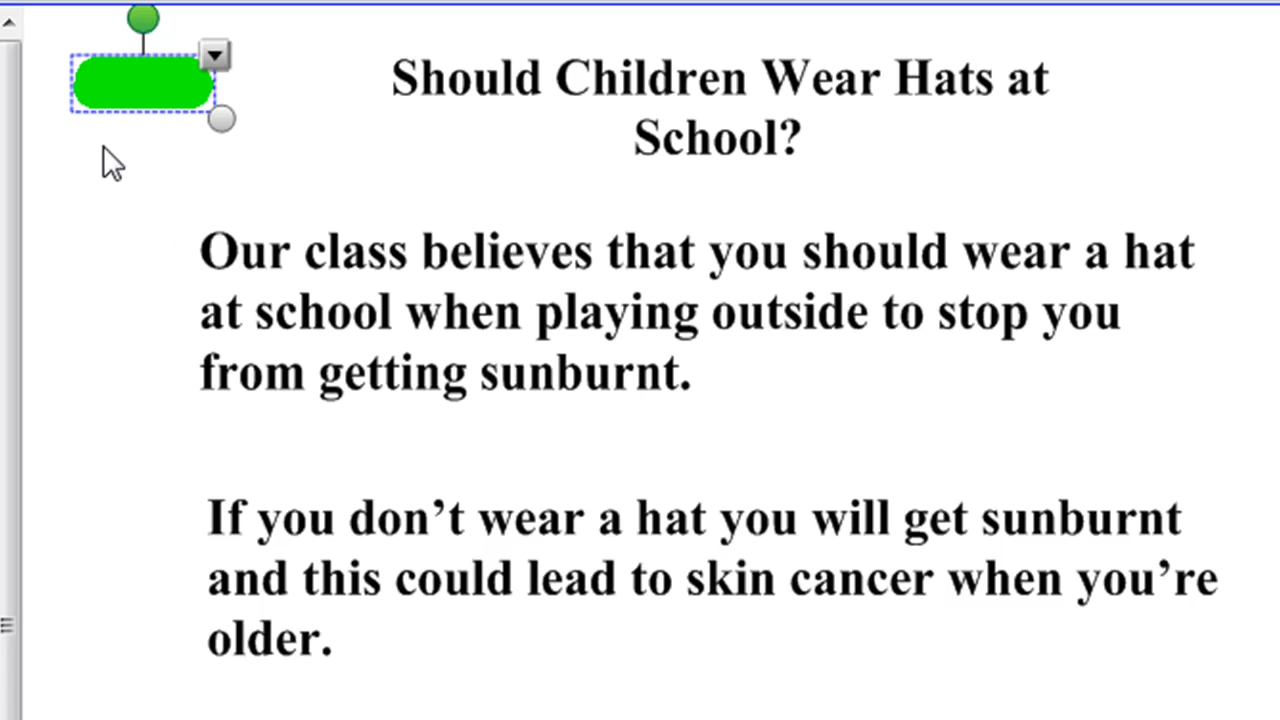 Should Children Wear Hats at
School?
Our class believes that you should wear a hat
at school when playing outside to stop you
from getting sunburnt.
If you don’t wear a hat you will get sunburnt
and this could lead to skin cancer when you’re
older.